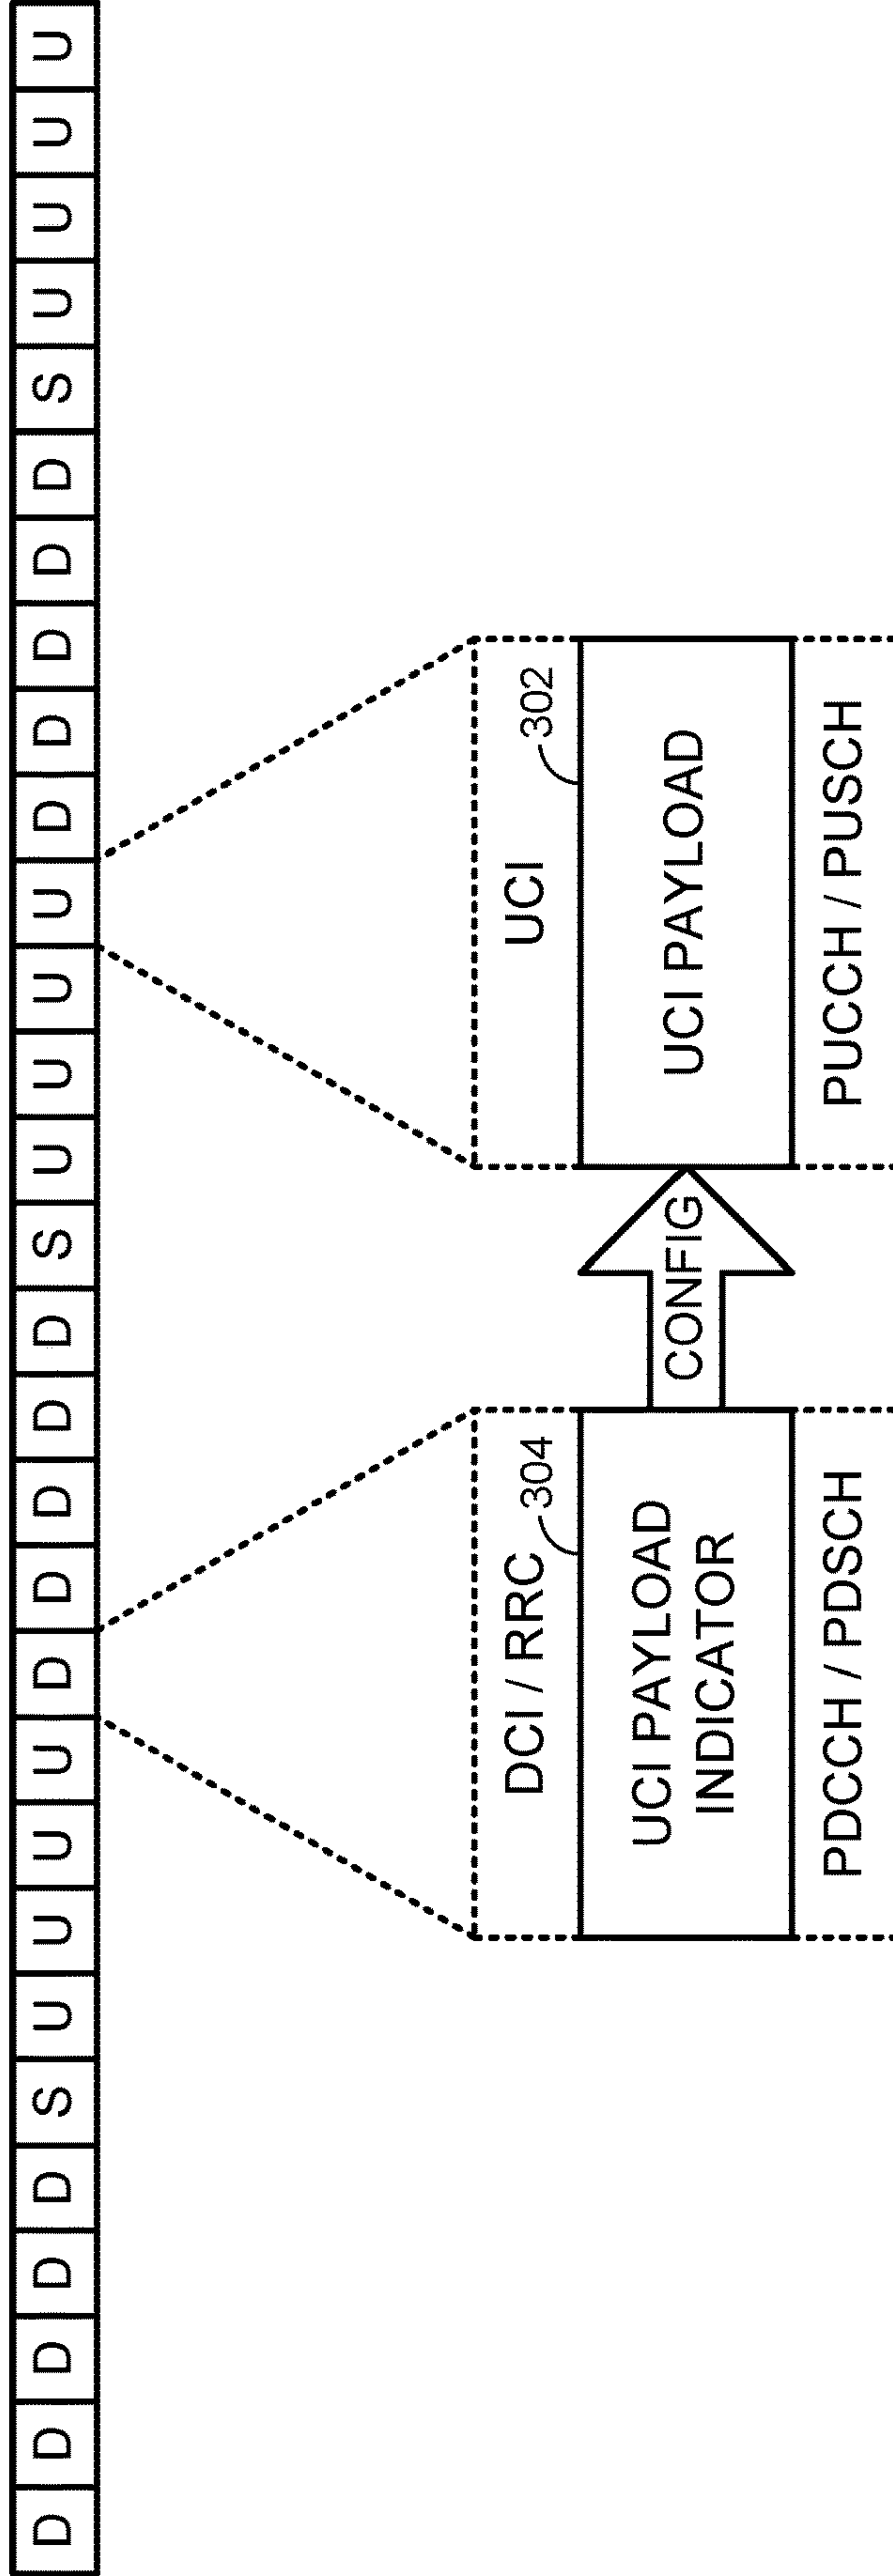 D D D D D S U U U U D D D D D S U U U U D D D D D S U U U U
DCI / RRC
304
UCI PAYLOAD
INDICATOR
PDCCH / PDSCH
CONFIG
UCI
302
UCI PAYLOAD
PUCCH / PUSCH